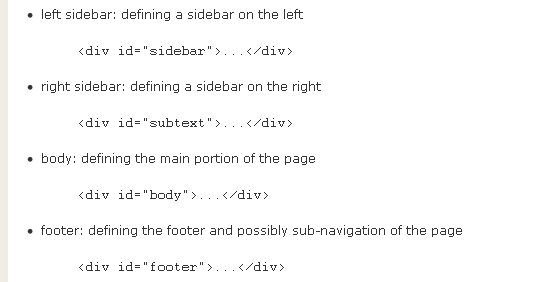 • left sidebar: defining a sidebar on the left
<div id="sidebar">...</div>
• right sidebar: defining a sidebar on the right
<div id="subtext">...</div>
• body: defining the main portion of the page
<div id="body">...</div>
• footer: defining the footer and possibly sub-navigation of the page
<div id="footer">...</div>